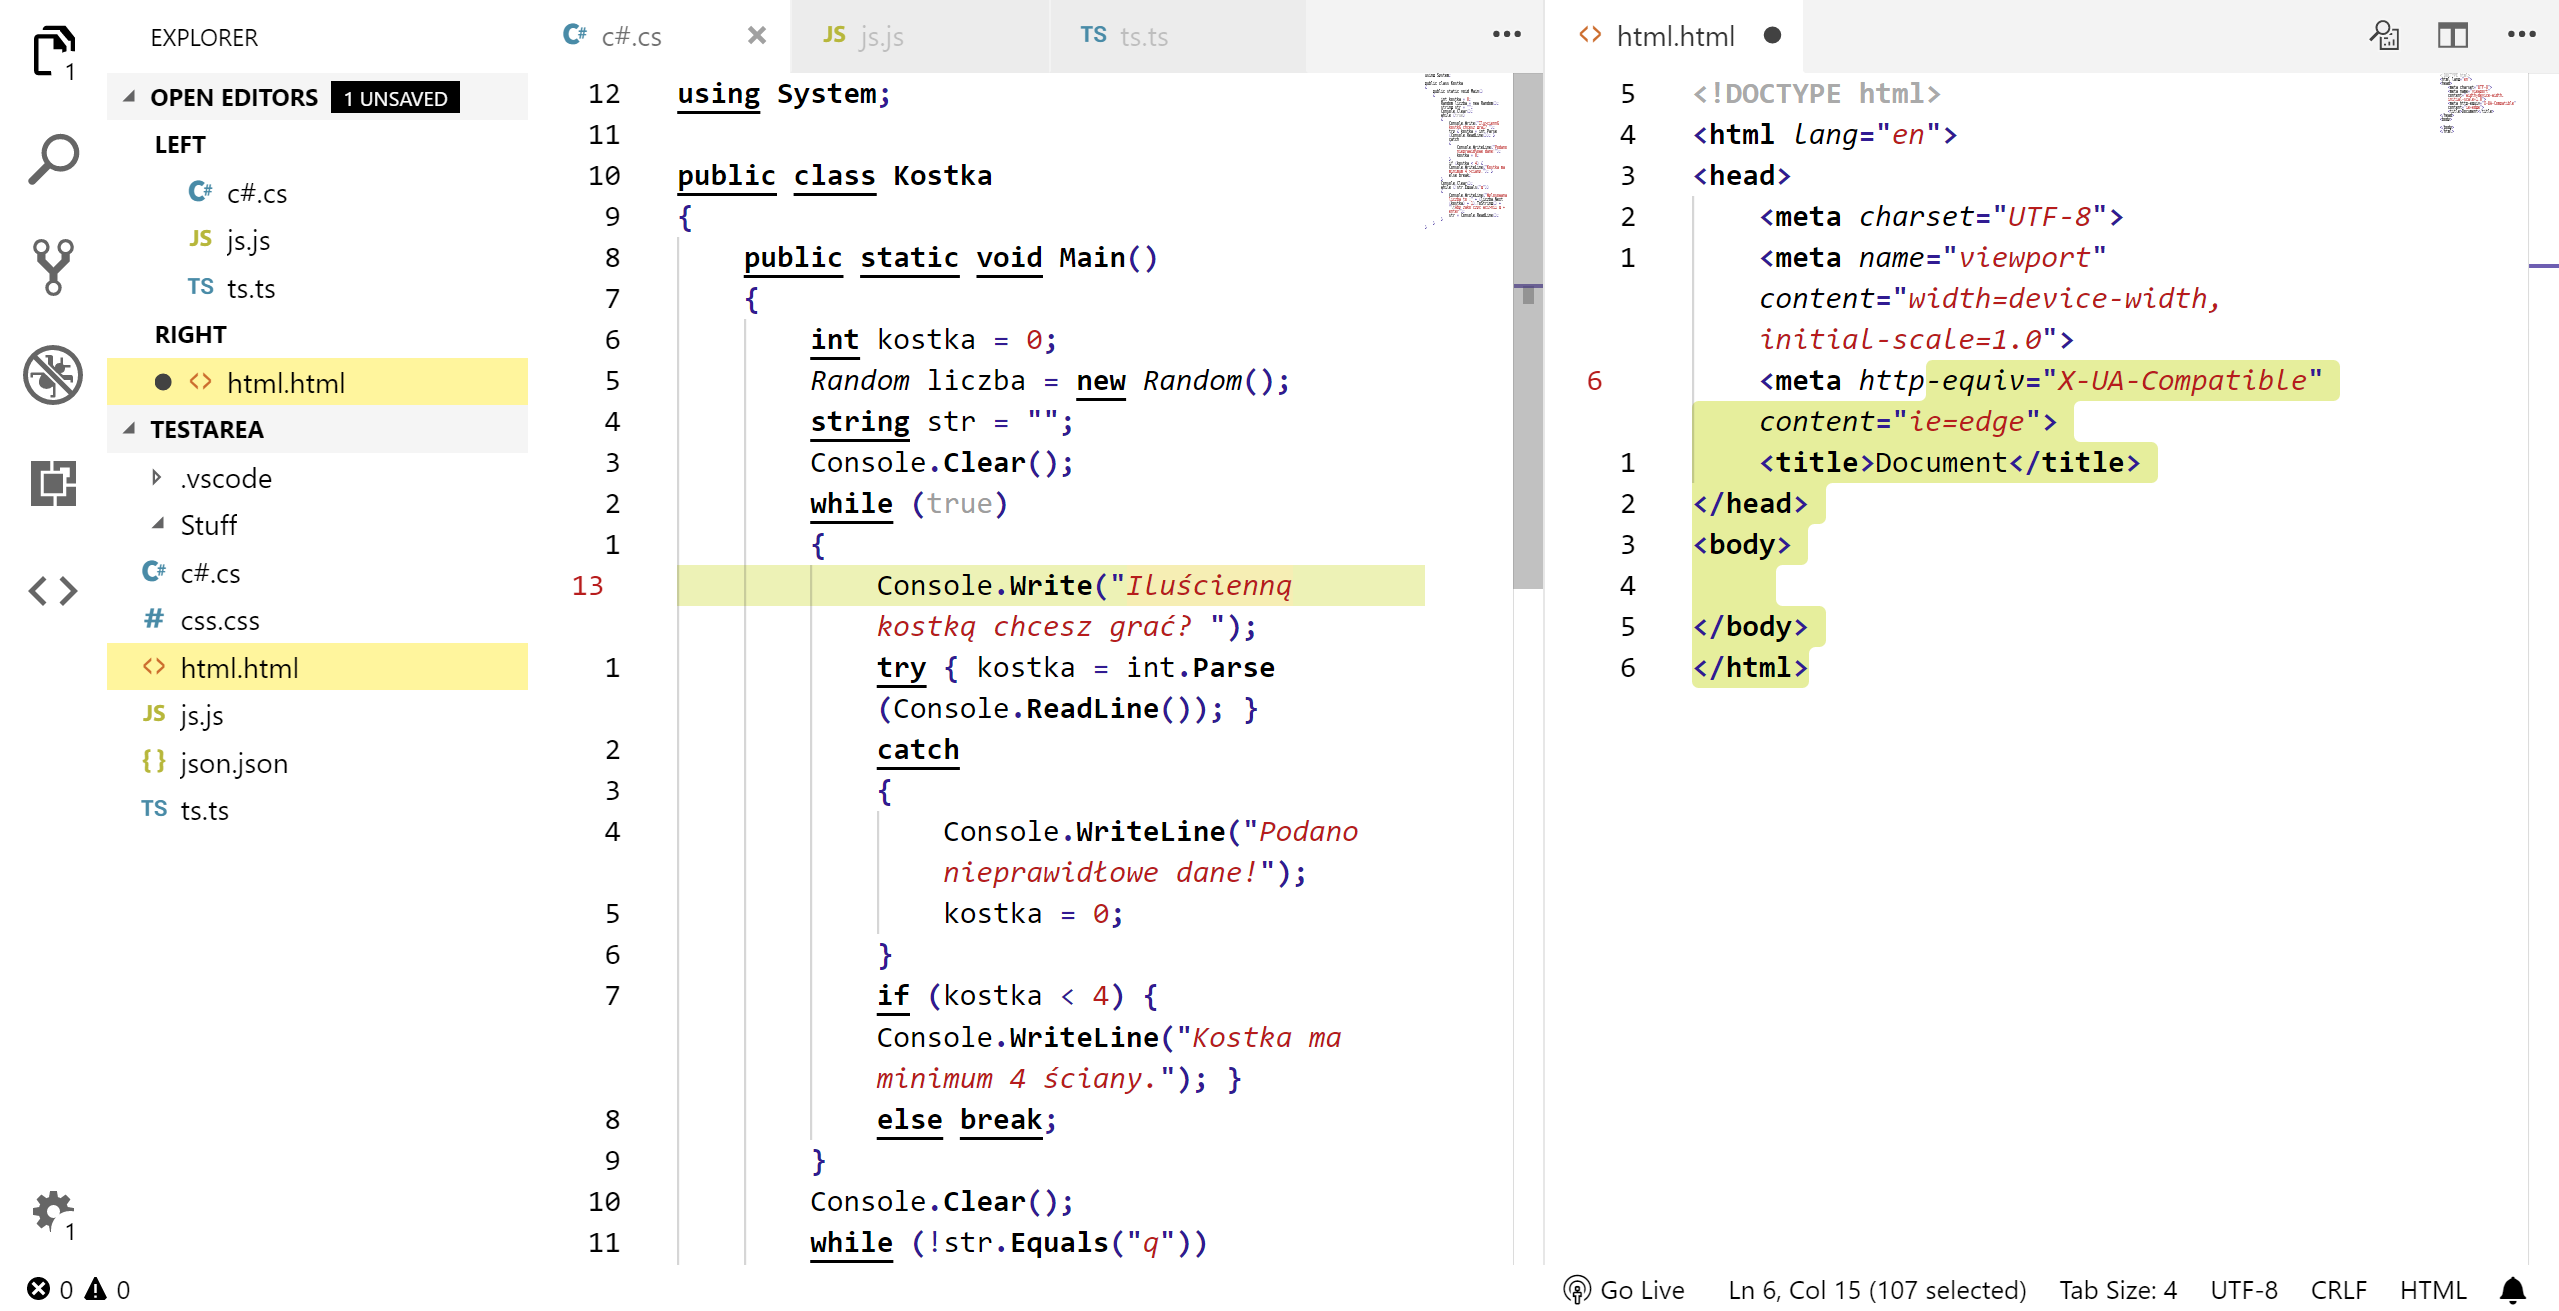 EXPLORER
1
OPEN EDITORS 1 UNSAVED
LEFT
C# c#.cs
JS js.js
TS ts.ts
RIGHT
<> html.html
TESTAREA
.vscode
Stuff
C# c#.cs
# css.css
<> html.html
JS js.js
{} json.json
TS ts.ts
1
C# c#.cs
JS js.js
TS ts.ts
12 using System;
11
10 public class Kostka
9 {
8 public static void Main()
7 {
6 int kostka = 0;
5 Random liczba = new Random();
4 string str = "";
3 Console.Clear();
2 while (true)
1 {
13 Console.Write("Iluścienną
kostką chcesz grać? ");
1 try { kostka = int.Parse
(Console.ReadLine()); }
2 catch
3 {
4 Console.WriteLine("Podano
nieprawidłowe dane!");
5 kostka = 0;
6 }
7 if (kostka < 4) {
Console.WriteLine("Kostka ma
minimum 4 ściany."); }
8 else break;
9 }
10 Console.Clear();
11 while (!str.Equals("q"))
<> html.html
5 <!DOCTYPE html>
4 <html lang="en">
3 <head>
2 <meta charset="UTF-8">
1 <meta name="viewport"
content="width=device-width,
initial-scale=1.0">
6 <meta http-equiv="X-UA-Compatible"
content="ie=edge">
1 <title>Document</title>
2 </head>
3 <body>
4
5 </body>
6 </html>
0 0
Go Live Ln 6, Col 15 (107 selected) Tab Size: 4 UTF-8 CRLF HTML